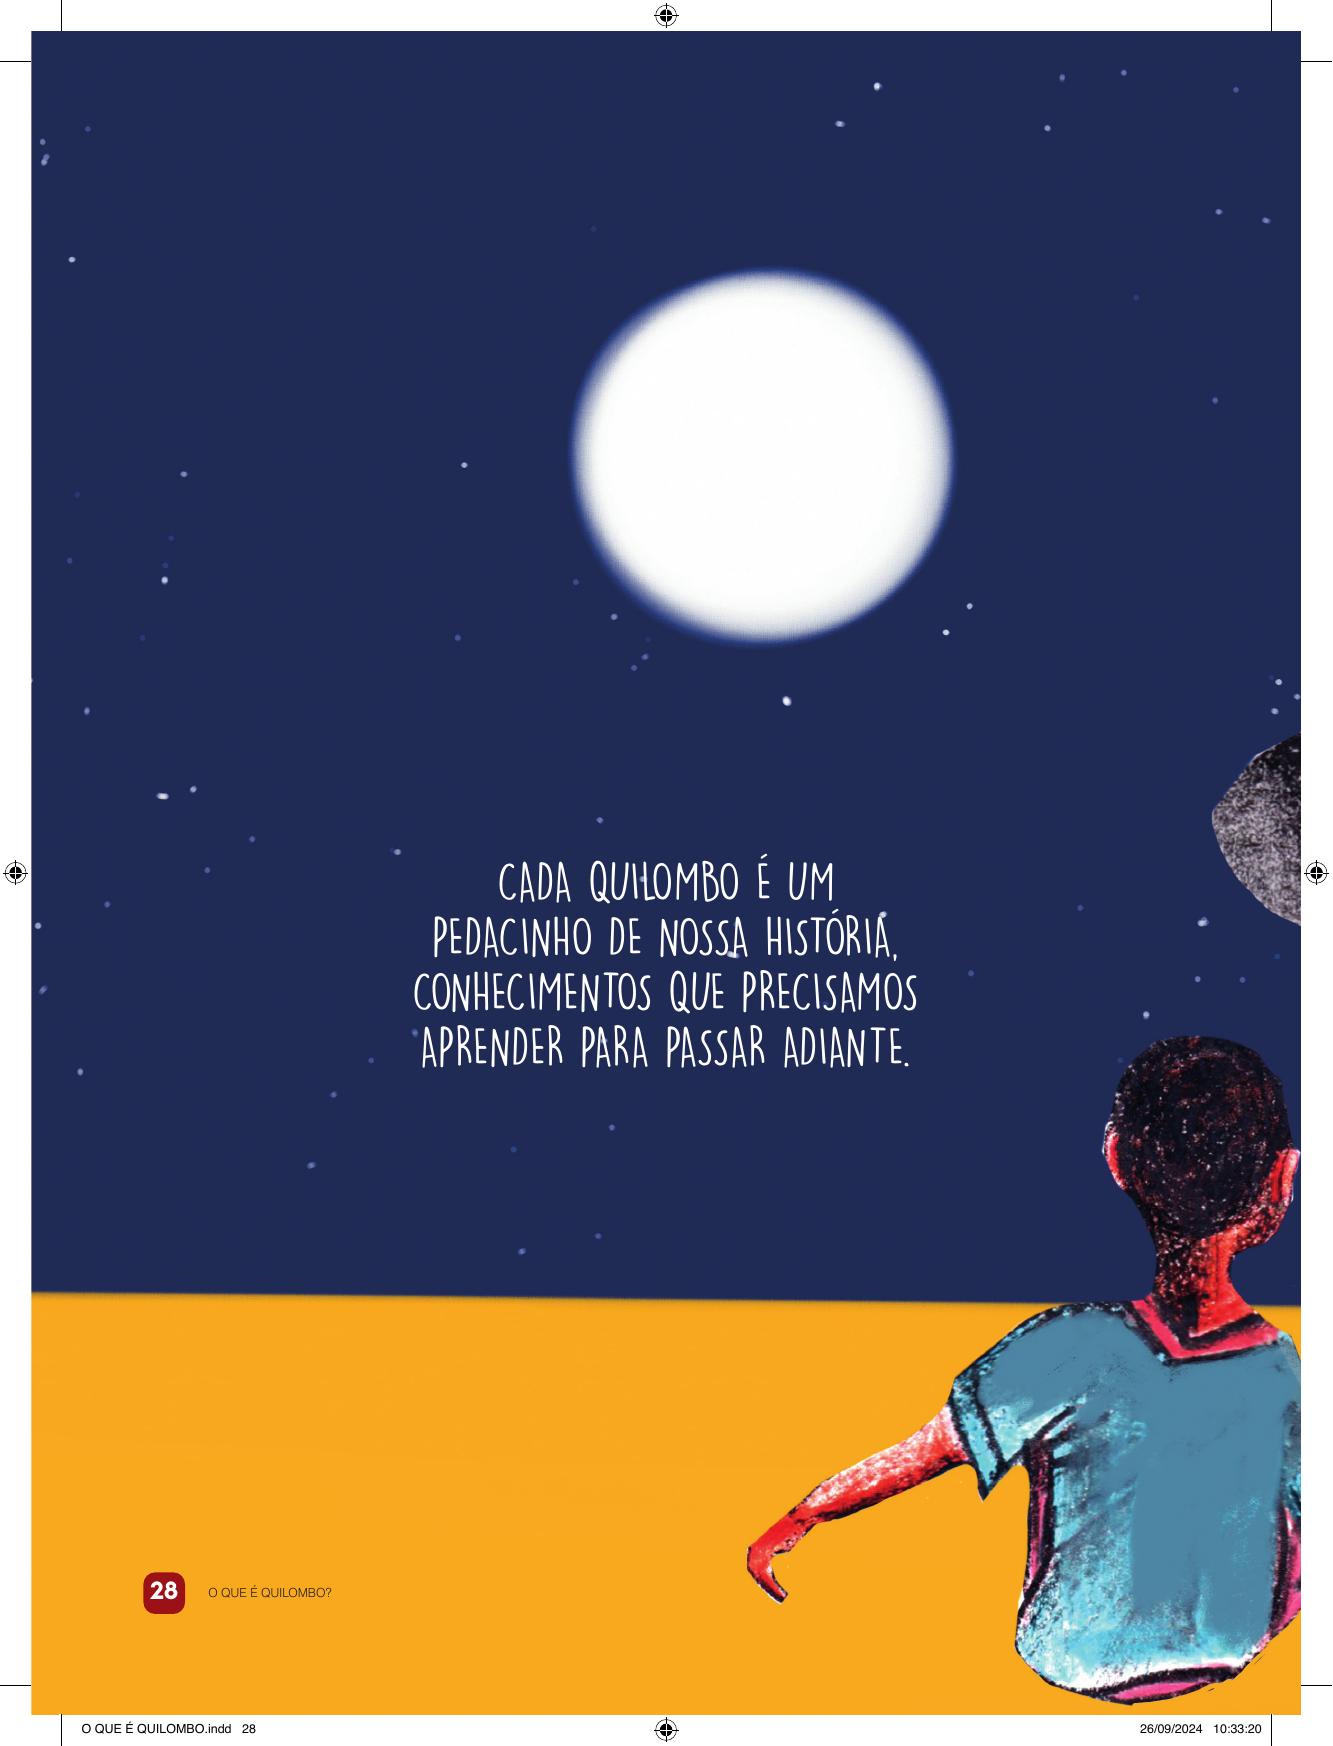 CADA QUILOMBO É UM
PEDACINHO DE NOSSA HISTÓRIA,
CONHECIMENTOS QUE PRECISAMOS
APRENDER PARA PASSAR ADIANTE.
28 O QUE É QUILOMBO?
O QUE É QUILOMBO.indd 28 26/09/2024 10:33:20